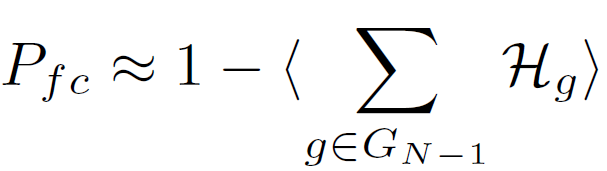 P_{fc} ≈ 1 − ⟨ ∑_{g∈G_{N−1}} ℋ_g ⟩